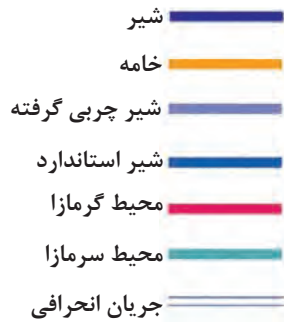 شیر
خامه
شیر چربی گرفته
شیر استاندارد
محیط گرمازا
محیط سرمازا
جریان انحرافی